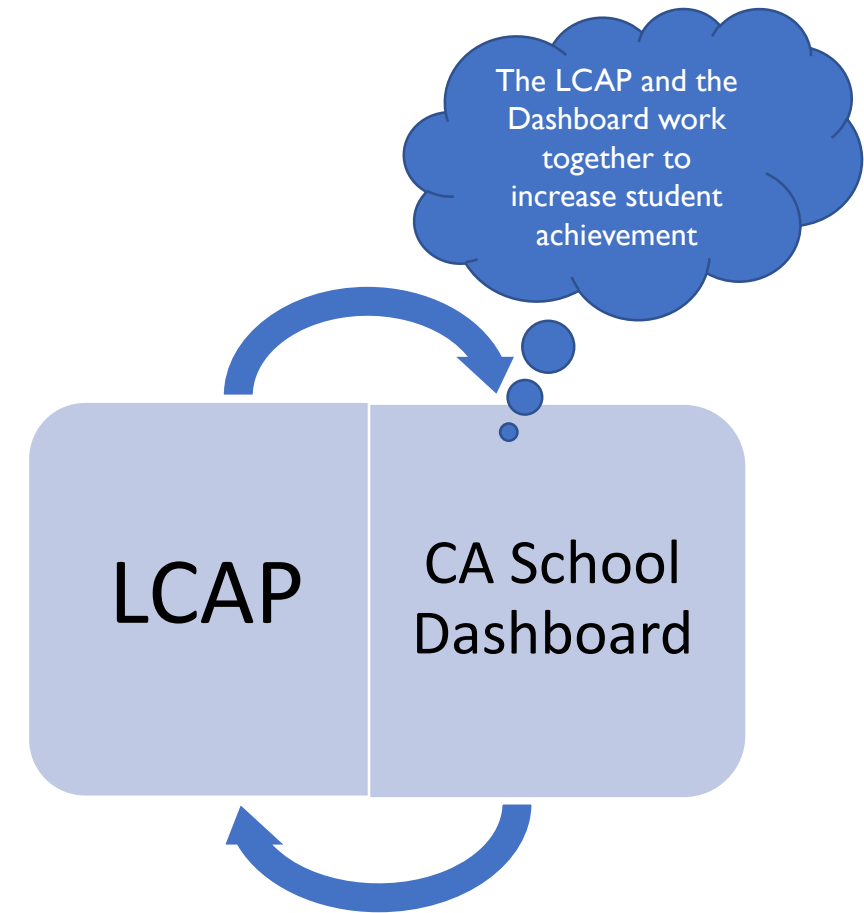 The LCAP and the
Dashboard work
together to
increase student
achievement
LCAP
CA School
Dashboard